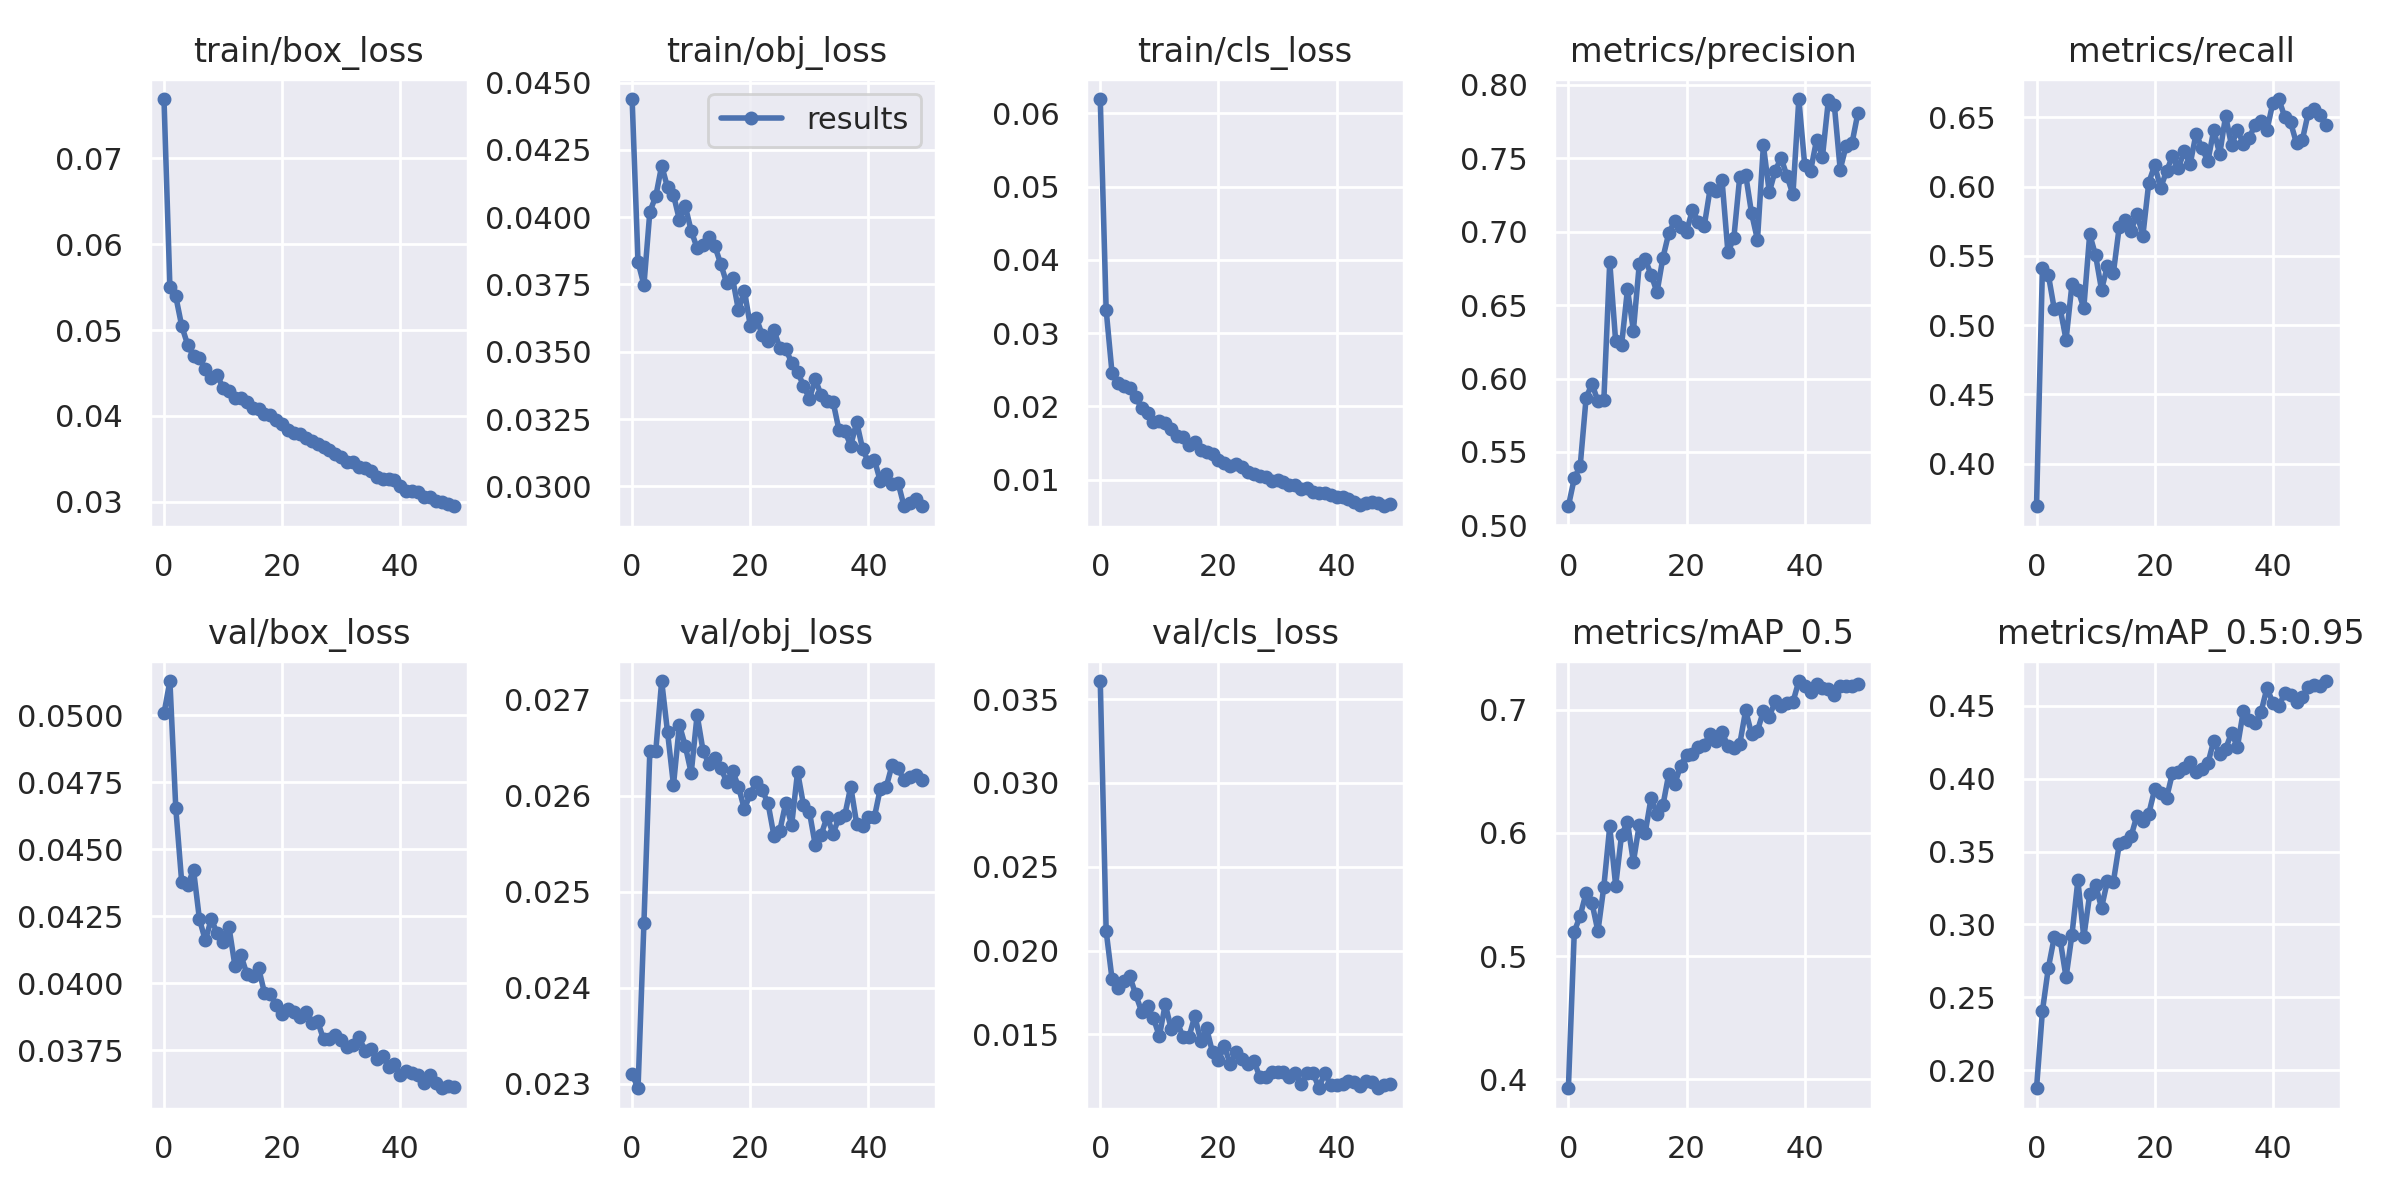 train/box_loss
0.07
0.06
0.05
0.04
0.03
0 20 40
train/obj_loss
results
0.0450
0.0425
0.0400
0.0375
0.0350
0.0325
0.0300
0 20 40
train/cls_loss
0.06
0.05
0.04
0.03
0.02
0.01
0 20 40
metrics/precision
0.80
0.75
0.70
0.65
0.60
0.55
0.50
0 20 40
metrics/recall
0.65
0.60
0.55
0.50
0.45
0.40
0 20 40
val/box_loss
0.0500
0.0475
0.0450
0.0425
0.0400
0.0375
0 20 40
val/obj_loss
0.027
0.026
0.025
0.024
0.023
0 20 40
val/cls_loss
0.035
0.030
0.025
0.020
0.015
0 20 40
metrics/mAP_0.5
0.7
0.6
0.5
0.4
0 20 40
metrics/mAP_0.5:0.95
0.45
0.40
0.35
0.30
0.25
0.20
0 20 40